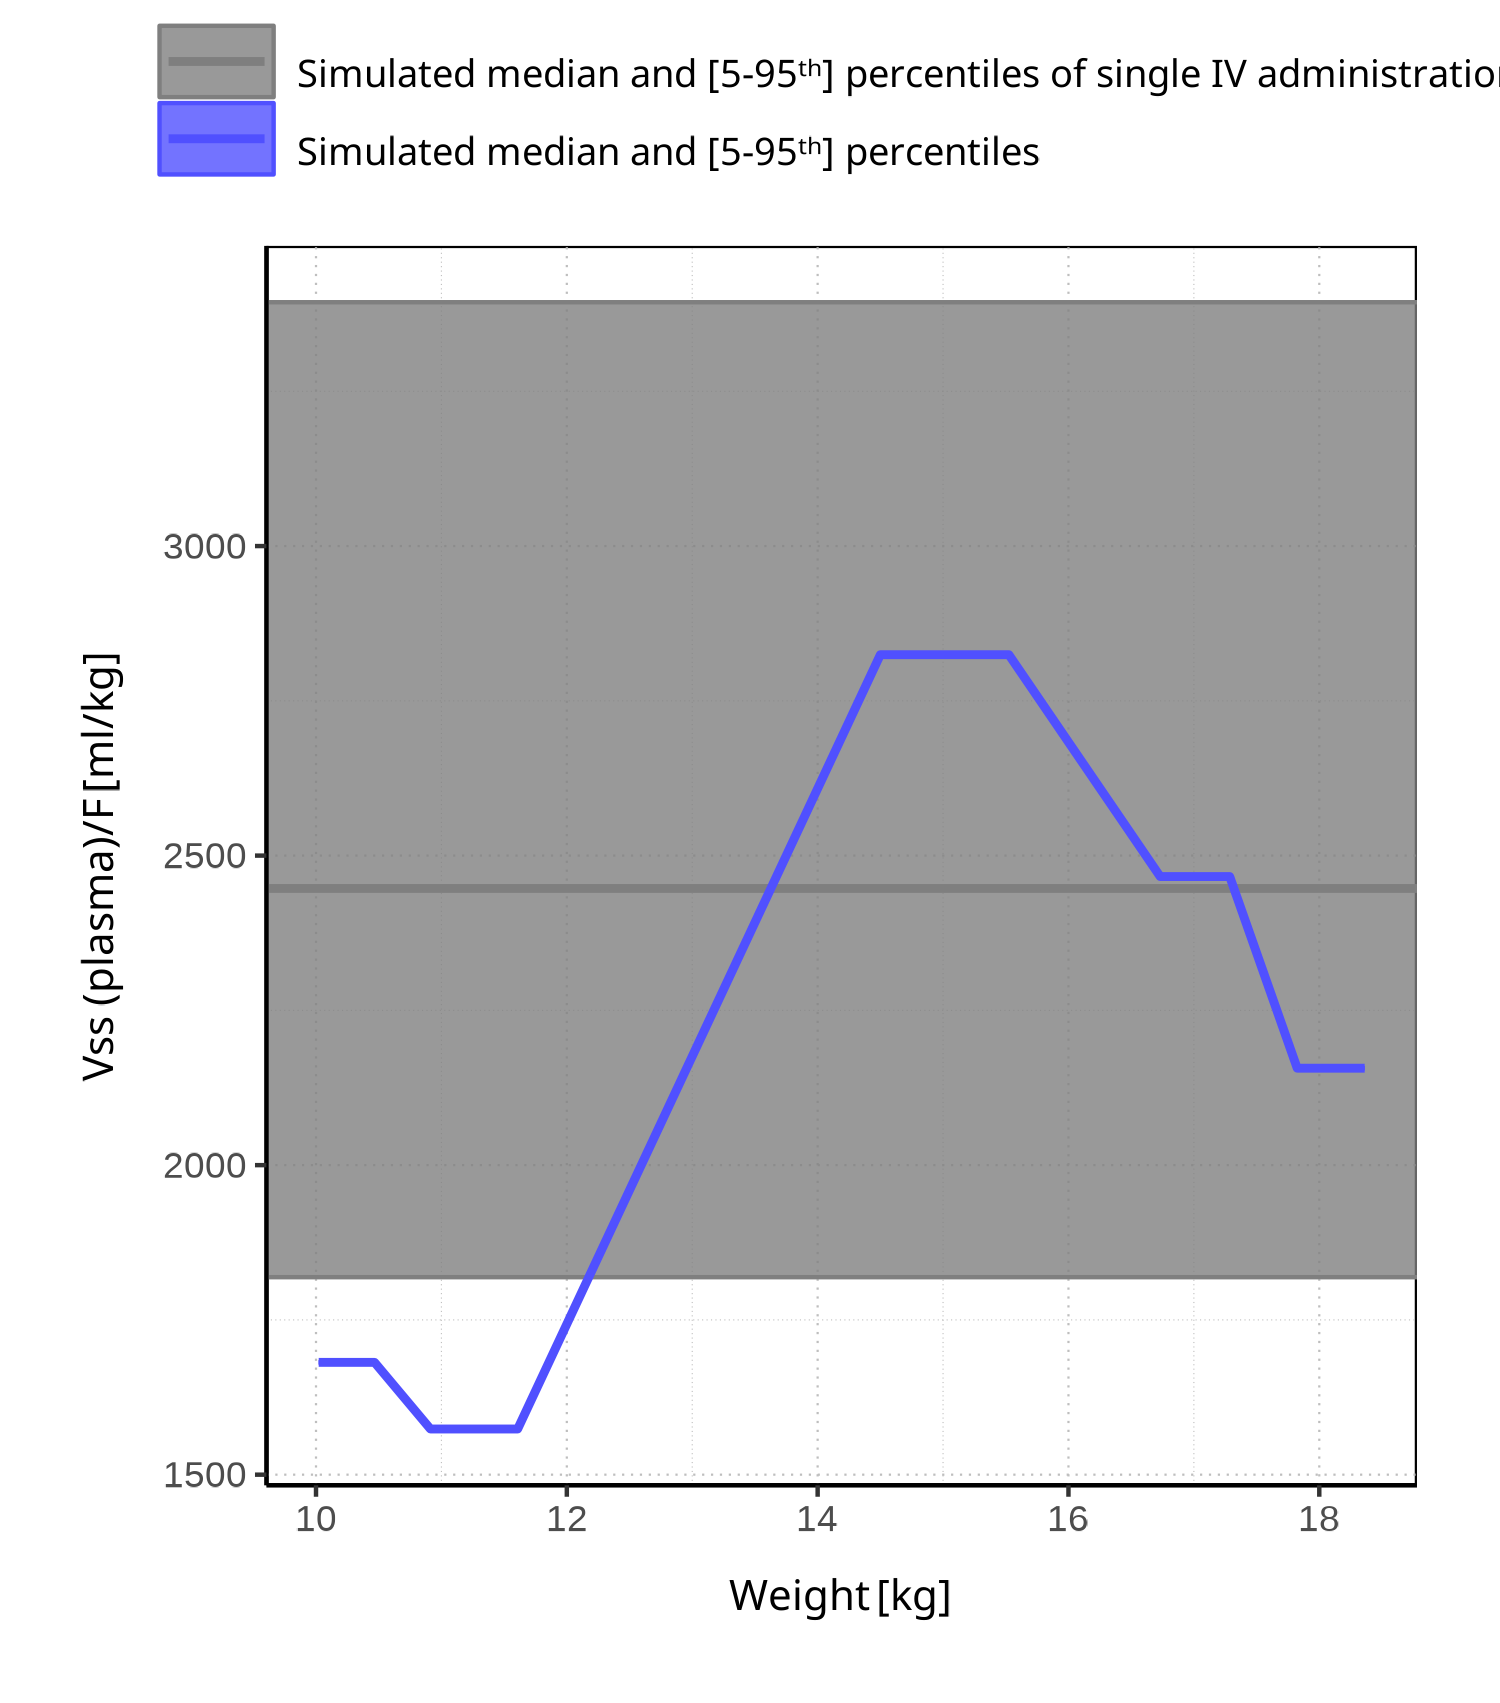 Simulated median and [5-95th] percentiles of single IV administration
Simulated median and [5-95th] percentiles
3000
2500
2000
1500
Vss (plasma)/F [ml/kg]
10 12 14 16 18
Weight [kg]